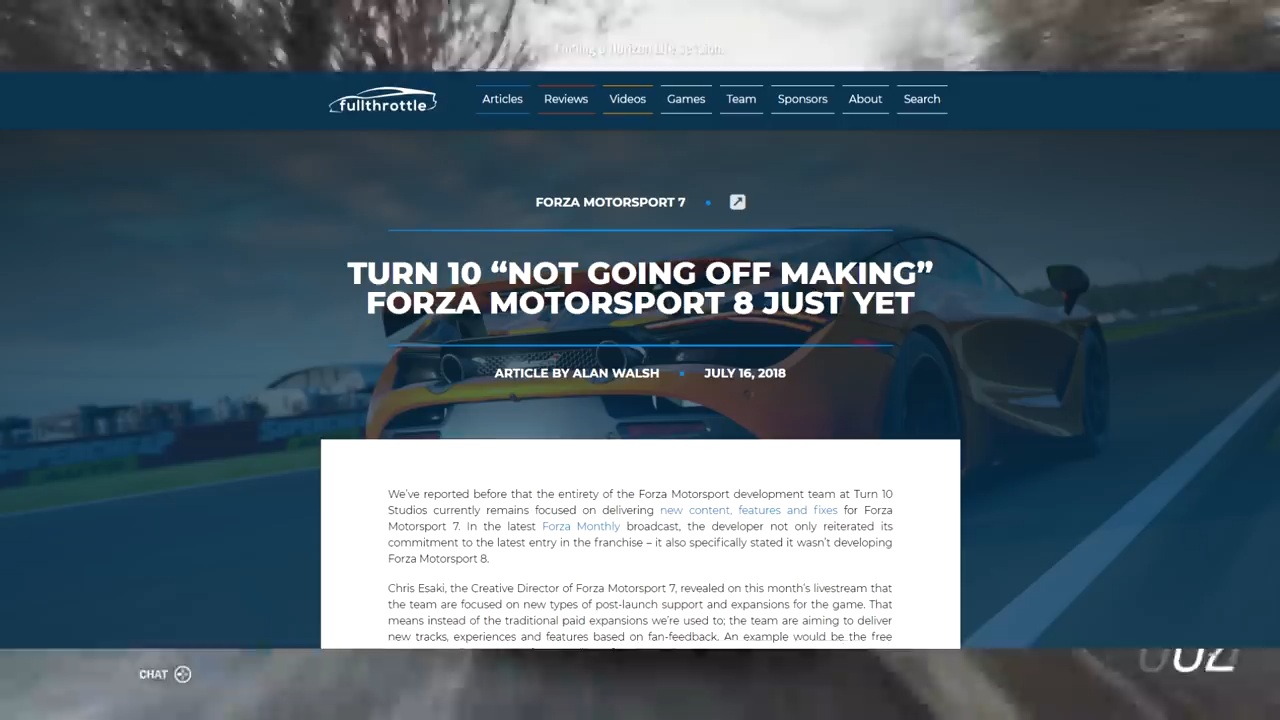 Joining a Horizon Life session.
fullthrottle
Articles Reviews Videos Games Team Sponsors About Search
FORZA MOTORSPORT 7
TURN 10 “NOT GOING OFF MAKING”
FORZA MOTORSPORT 8 JUST YET
ARTICLE BY ALAN WALSH • JULY 16, 2018
We’ve reported before that the entirety of the Forza Motorsport development team at Turn 10
Studios currently remains focused on delivering new content, features and fixes for Forza
Motorsport 7. In the latest Forza Monthly broadcast, the developer not only reiterated its
commitment to the latest entry in the franchise – it also specifically stated it wasn’t developing
Forza Motorsport 8.
Chris Esaki, the Creative Director of Forza Motorsport 7, revealed on this month’s livestream that
the team are focused on new types of post-launch support and expansions for the game. That
means instead of the traditional paid expansions we’re used to; the team are aiming to deliver
new tracks, experiences and features based on fan-feedback. An example would be the free
CHAT